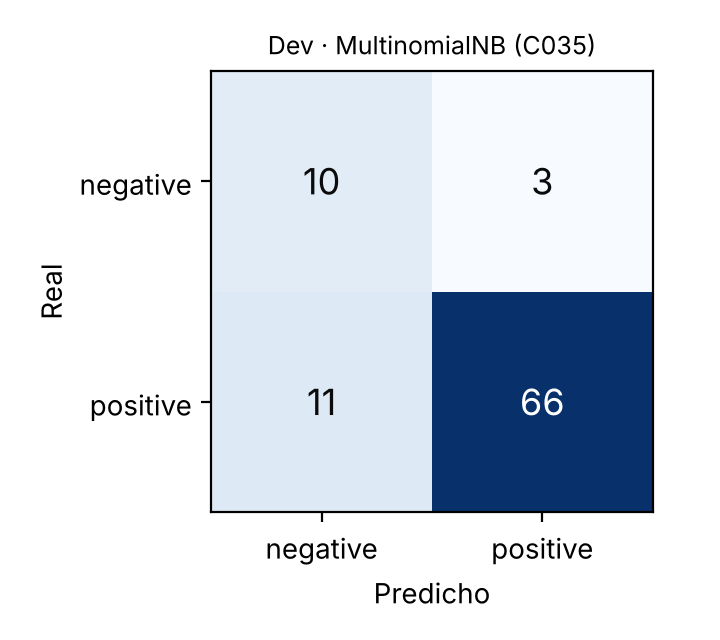 Dev · MultinomialNB (C035)
negative
10
3
Real
positive
11
66
negative
positive
Predicho